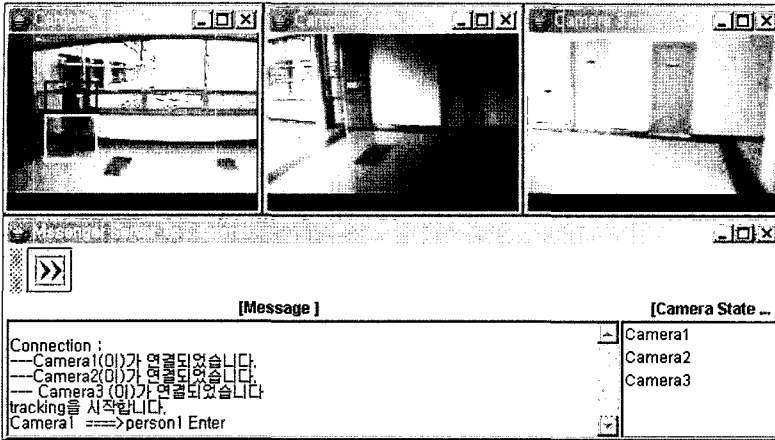 Camera
[Message]
[Camera State ...
Connection :
---Camera1(이)가 연결되었습니다.
---Camera2(이)가 연결되었습니다.
--- Camera3 (이)가 연결되었습니다
tracking을 시작합니다.
Camera1 ===>person1 Enter
Camera1
Camera2
Camera3